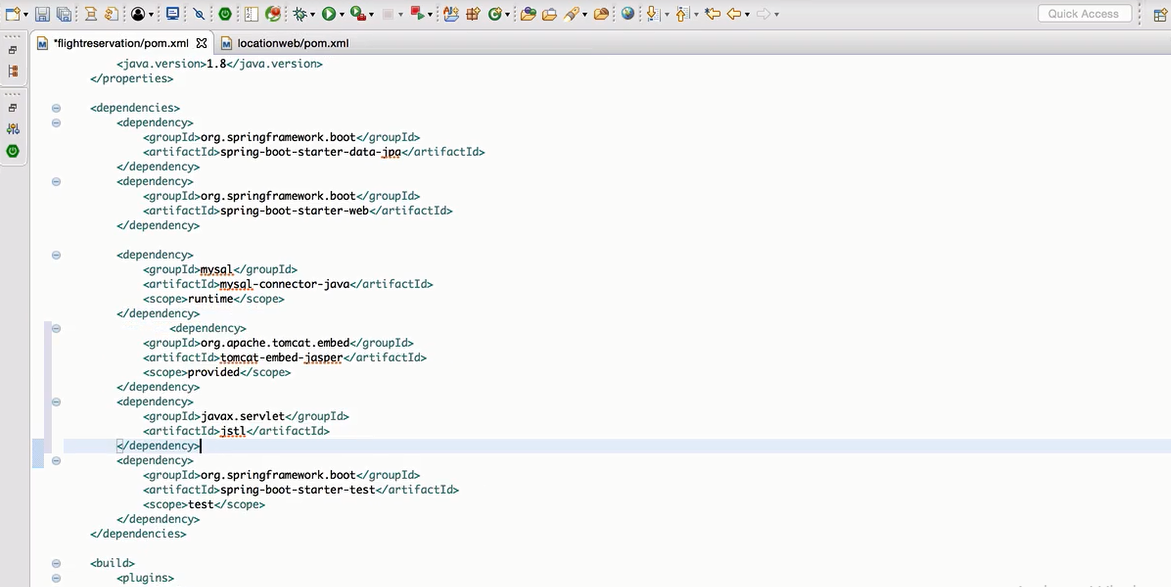 Quick Access
*flightreservation/pom.xml
locationweb/pom.xml
<java.version>1.8</java.version>
</properties>
<dependencies>
<dependency>
<groupId>org.springframework.boot</groupId>
<artifactId>spring-boot-starter-data-jpa</artifactId>
</dependency>
<dependency>
<groupId>org.springframework.boot</groupId>
<artifactId>spring-boot-starter-web</artifactId>
</dependency>
<dependency>
<groupId>mysql</groupId>
<artifactId>mysql-connector-java</artifactId>
<scope>runtime</scope>
</dependency>
<dependency>
<groupId>org.apache.tomcat.embed</groupId>
<artifactId>tomcat-embed-jasper</artifactId>
<scope>provided</scope>
</dependency>
<dependency>
<groupId>javax.servlet</groupId>
<artifactId>jstl</artifactId>
</dependency>
<dependency>
<groupId>org.springframework.boot</groupId>
<artifactId>spring-boot-starter-test</artifactId>
<scope>test</scope>
</dependency>
</dependencies>
<build>
<plugins>